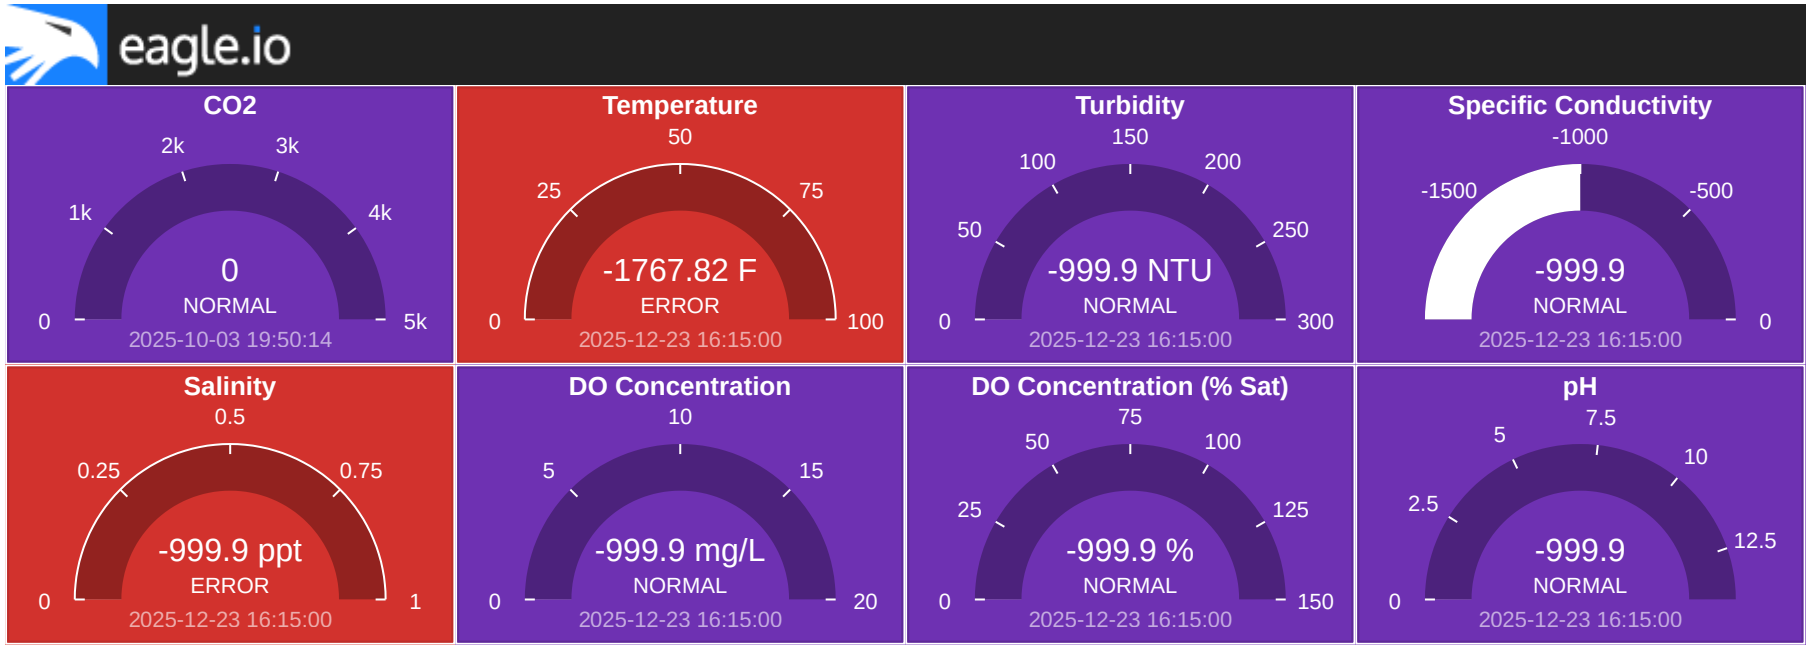 eagle.io
CO2
2k
3k
1k
4k
0
NORMAL
0
5k
2025-10-03 19:50:14
Temperature
50
25
75
-1767.82 F
ERROR
0
100
2025-12-23 16:15:00
Turbidity
150
100
200
50
250
-999.9 NTU
NORMAL
0
300
2025-12-23 16:15:00
Specific Conductivity
-1000
-1500
-500
-999.9
NORMAL
0
2025-12-23 16:15:00
Salinity
0.5
0.25
0.75
-999.9 ppt
ERROR
0
1
2025-12-23 16:15:00
DO Concentration
10
5
15
-999.9 mg/L
NORMAL
0
20
2025-12-23 16:15:00
DO Concentration (% Sat)
75
50
100
25
125
-999.9 %
NORMAL
0
150
2025-12-23 16:15:00
pH
7.5
5
10
2.5
12.5
-999.9
NORMAL
0
2025-12-23 16:15:00